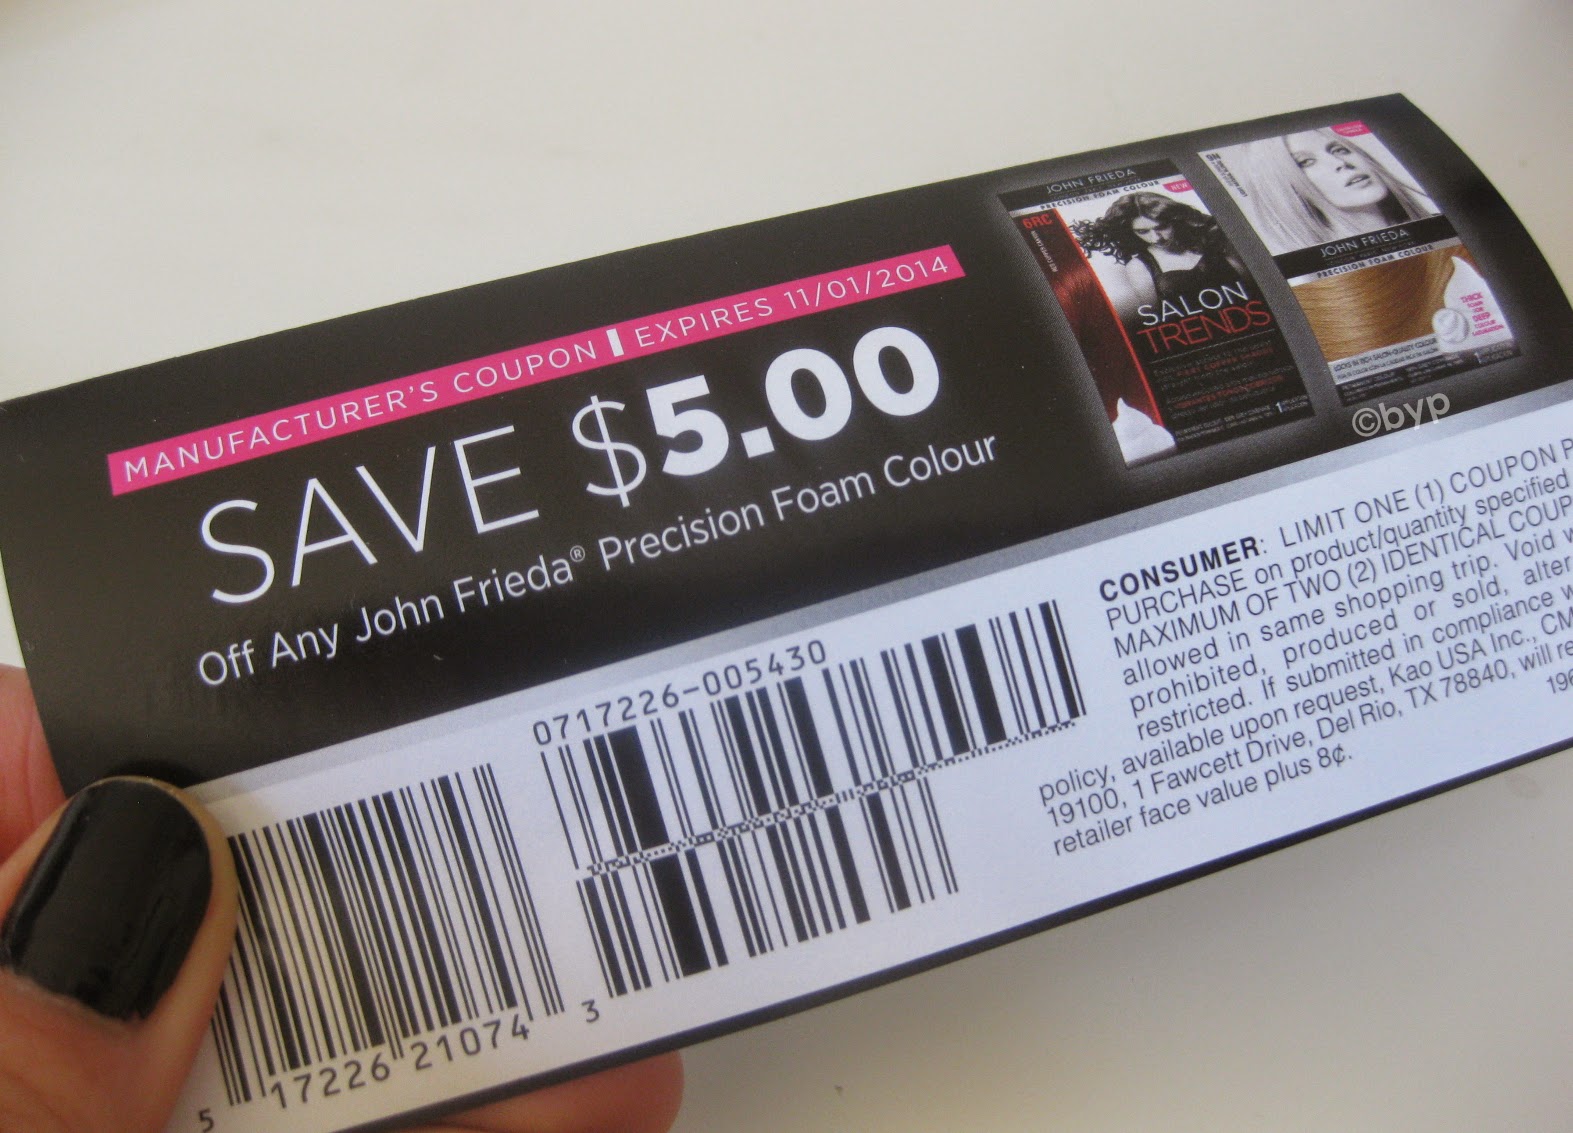 MANUFACTURER'S COUPON | EXPIRES 11/01/2014
SAVE $5.00
Off Any John Frieda® Precision Foam Colour
JOHN FRIEDA
PRECISION FOAM COLOUR
NEW
6RC
SALON
TRENDS
JOHN FRIEDA
PRECISION FOAM COLOUR
THICK
DEEP
©byp
0717226-005430
5 17226 21074 3
CONSUMER: LIMIT ONE (1) COUPON
PURCHASE on product/quantity specified
MAXIMUM OF TWO (2) IDENTICAL
allowed in same shopping trip. Void
prohibited, produced or sold,
restricted. If submitted in compliance
policy, available upon request, Kao USA Inc.,
19100, 1 Fawcett Drive, Del Rio, TX 78840, will
retailer face value plus 8¢.